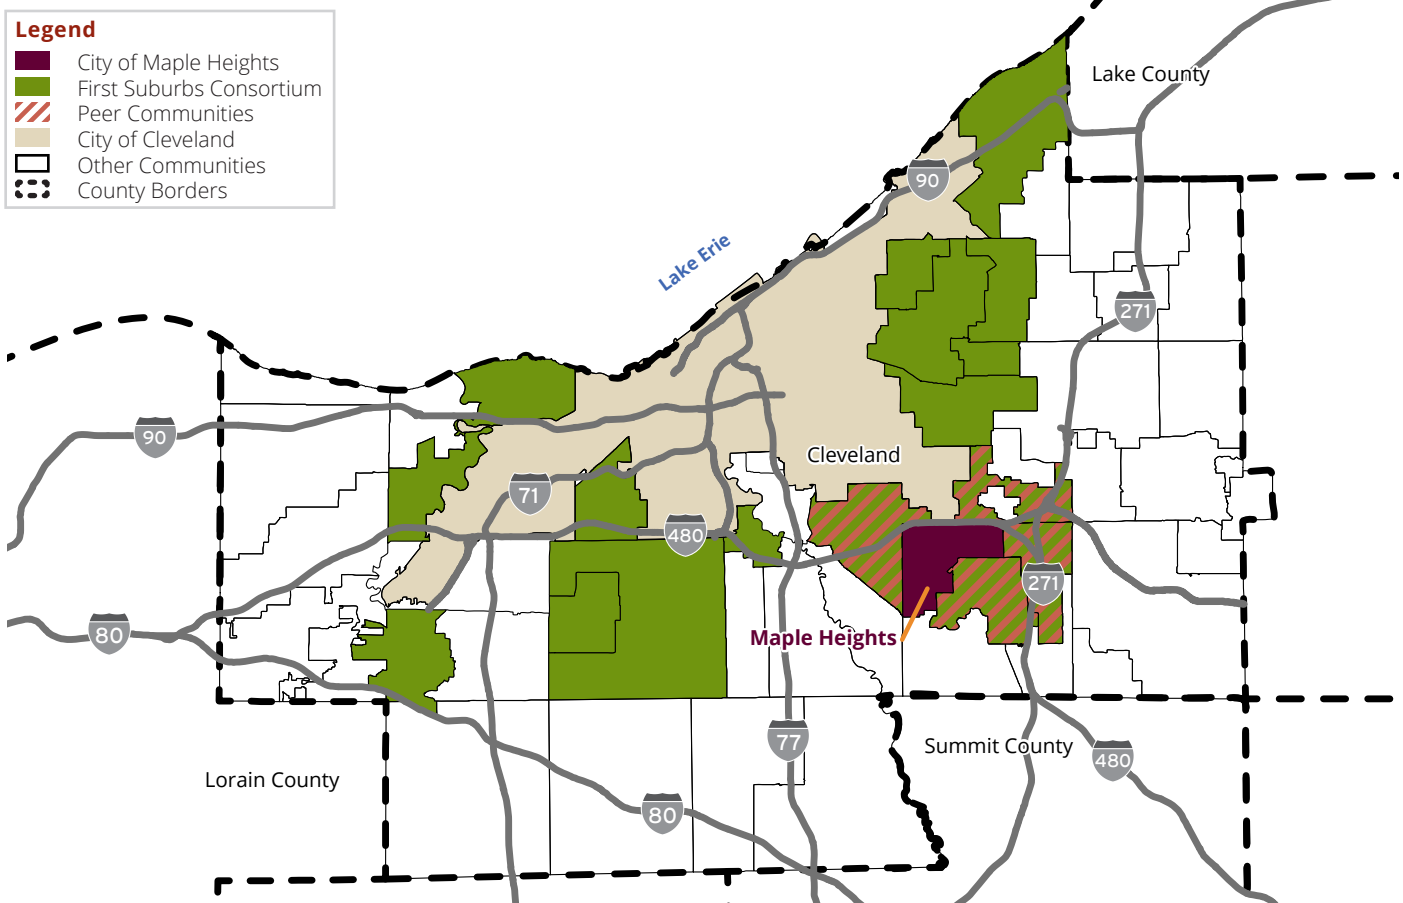 Legend
City of Maple Heights
First Suburbs Consortium
Peer Communities
City of Cleveland
Other Communities
County Borders
Lake County
90
Lake Erie
271
90
Cleveland
71
480
271
80
Maple Heights
77
Summit County
480
Lorain County
80